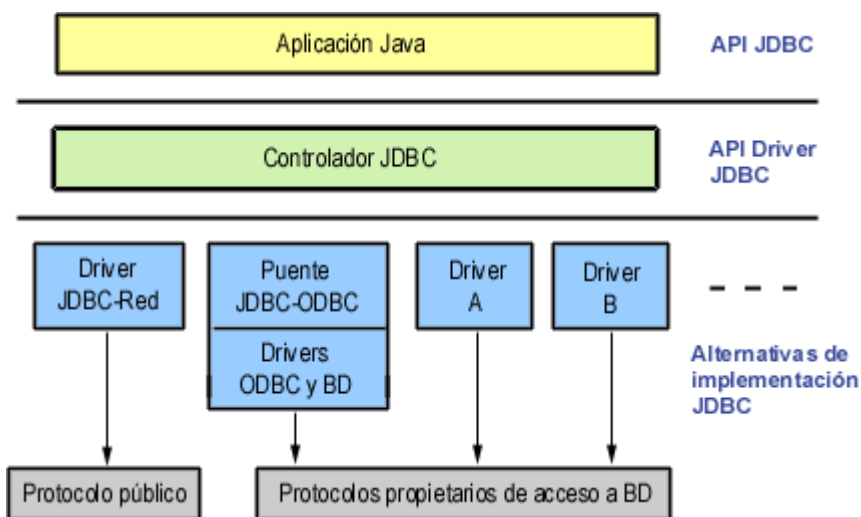 Aplicación Java
API JDBC
Controlador JDBC
API Driver
JDBC
Driver
JDBC-Red
Puente
JDBC-ODBC
Drivers
ODBC y BD
Driver
A
Driver
B
Alternativas de
implementación
JDBC
Protocolo público
Protocolos propietarios de acceso a BD